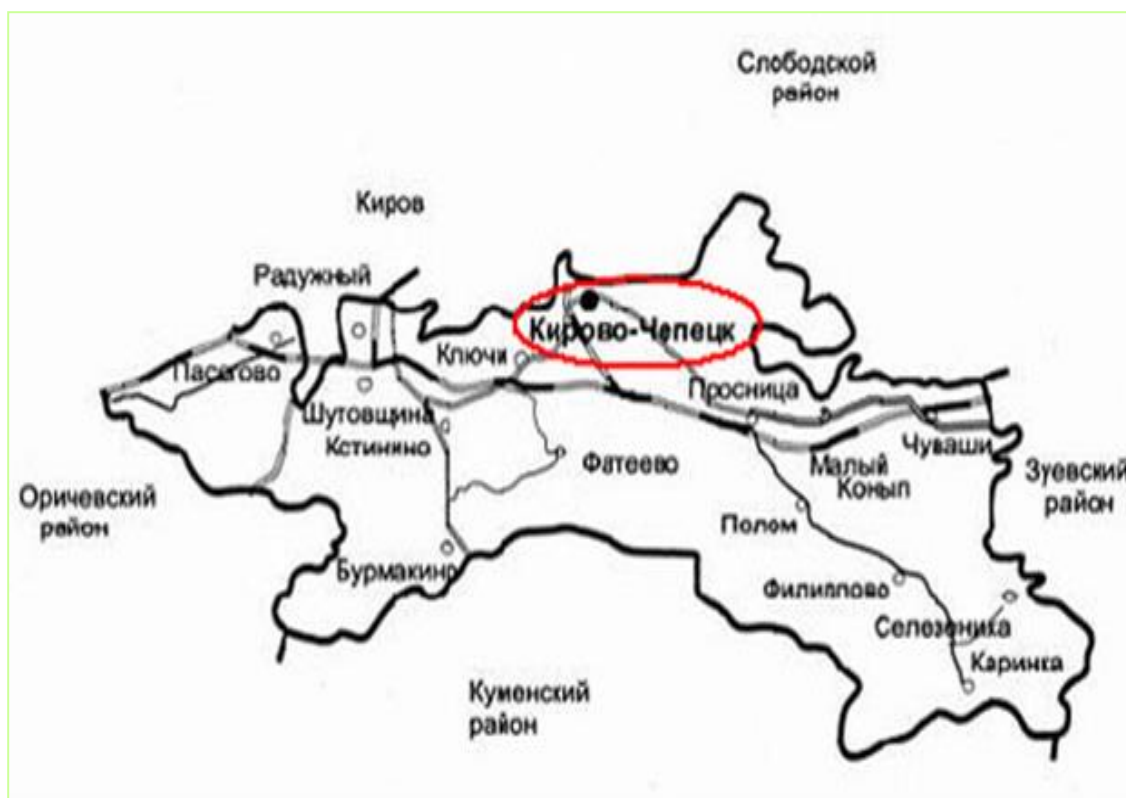 Слободской
район
Киров
Радужный
Кирово-Чепецк
Ключи
Пасегово
Просница
Шутовщина
Кстинино
Чуваши
Фатеево
Малый
Конып
Зуевский
район
Оричевский
район
Полом
Бурмакино
Филиппово
Селезениха
Каринка
Куменский
район